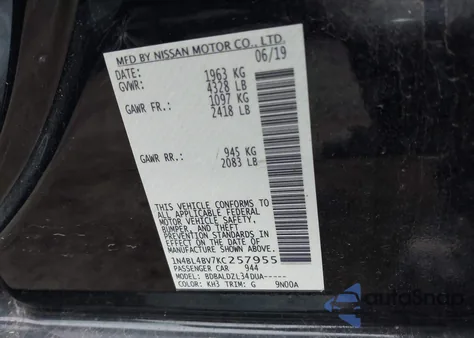 MFD BY NISSAN MOTOR CO., LTD.
DATE: 06/19
GVWR: 1963 KG
4328 LB
GAWR FR.: 1097 KG
2418 LB
GAWR RR.: 945 KG
2083 LB
THIS VEHICLE CONFORMS TO
ALL APPLICABLE FEDERAL
MOTOR VEHICLE SAFETY,
BUMPER, AND THEFT
PREVENTION STANDARDS IN
EFFECT ON THE DATE OF
MANUFACTURE SHOWN ABOVE.
1N4BL4BV7KC257955
PASSENGER CAR 944
MODEL: BDBALDZL34DUA-----
COLOR: KH3 TRIM: G 9N00A
autoSnap